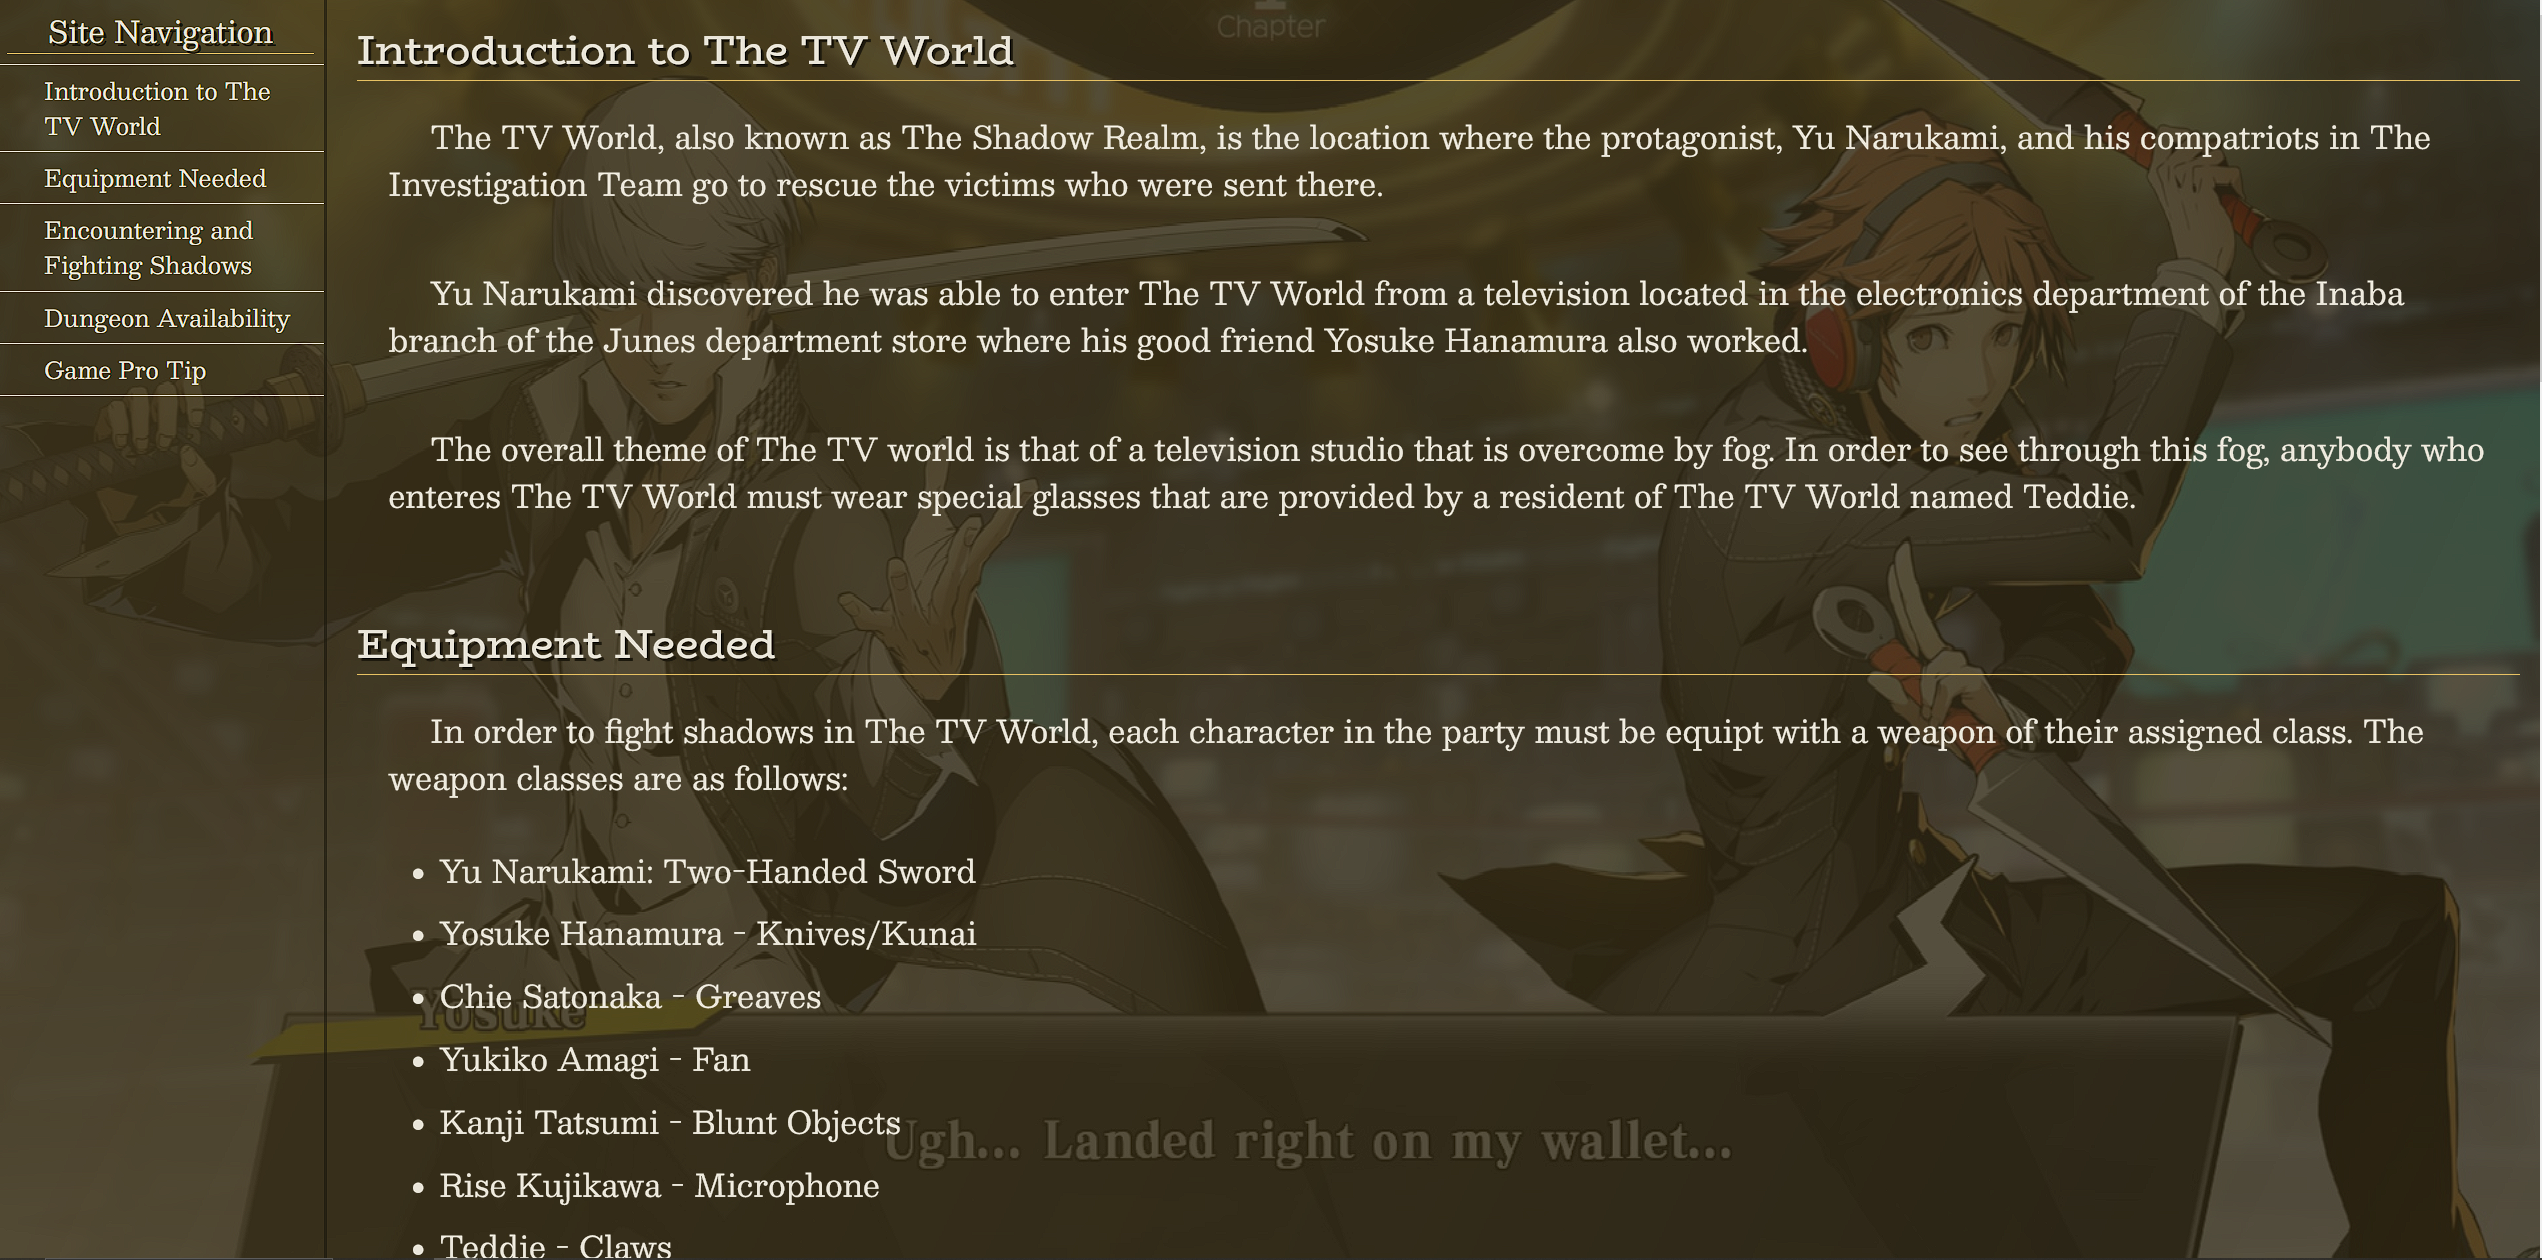 Site Navigation
Introduction to The
TV World
Equipment Needed
Encountering and
Fighting Shadows
Dungeon Availability
Game Pro Tip
Chapter
Introduction to The TV World
The TV World, also known as The Shadow Realm, is the location where the protagonist, Yu Narukami, and his compatriots in The
Investigation Team go to rescue the victims who were sent there.
Yu Narukami discovered he was able to enter The TV World from a television located in the electronics department of the Inaba
branch of the Junes department store where his good friend Yosuke Hanamura also worked.
The overall theme of The TV world is that of a television studio that is overcome by fog. In order to see through this fog, anybody who
enteres The TV World must wear special glasses that are provided by a resident of The TV World named Teddie.
Equipment Needed
In order to fight shadows in The TV World, each character in the party must be equipt with a weapon of their assigned class. The
weapon classes are as follows:
• Yu Narukami: Two-Handed Sword
• Yosuke Hanamura - Knives/Kunai
• Chie Satonaka - Greaves
Yosuke
• Yukiko Amagi - Fan
• Kanji Tatsumi - Blunt Objects
Ugh... Landed right on my wallet...
• Rise Kujikawa - Microphone
• Teddie - Claws